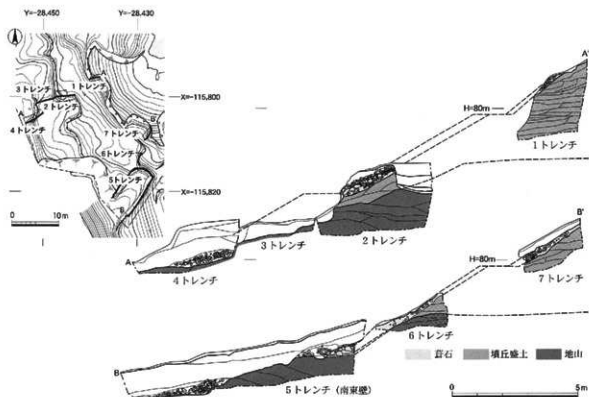 Y=-28,450
Y=-28,430
3トレンチ
1トレンチ
2トレンチ
X=-115,800
4トレンチ
7トレンチ
6トレンチ
5トレンチ
X=-115,820
0 10m
A'
H=80m
1トレンチ
2トレンチ
3トレンチ
A
4トレンチ
B'
H=80m
7トレンチ
6トレンチ
葺石 墳丘盛土 地山
B
5トレンチ(南東壁)
0 5m